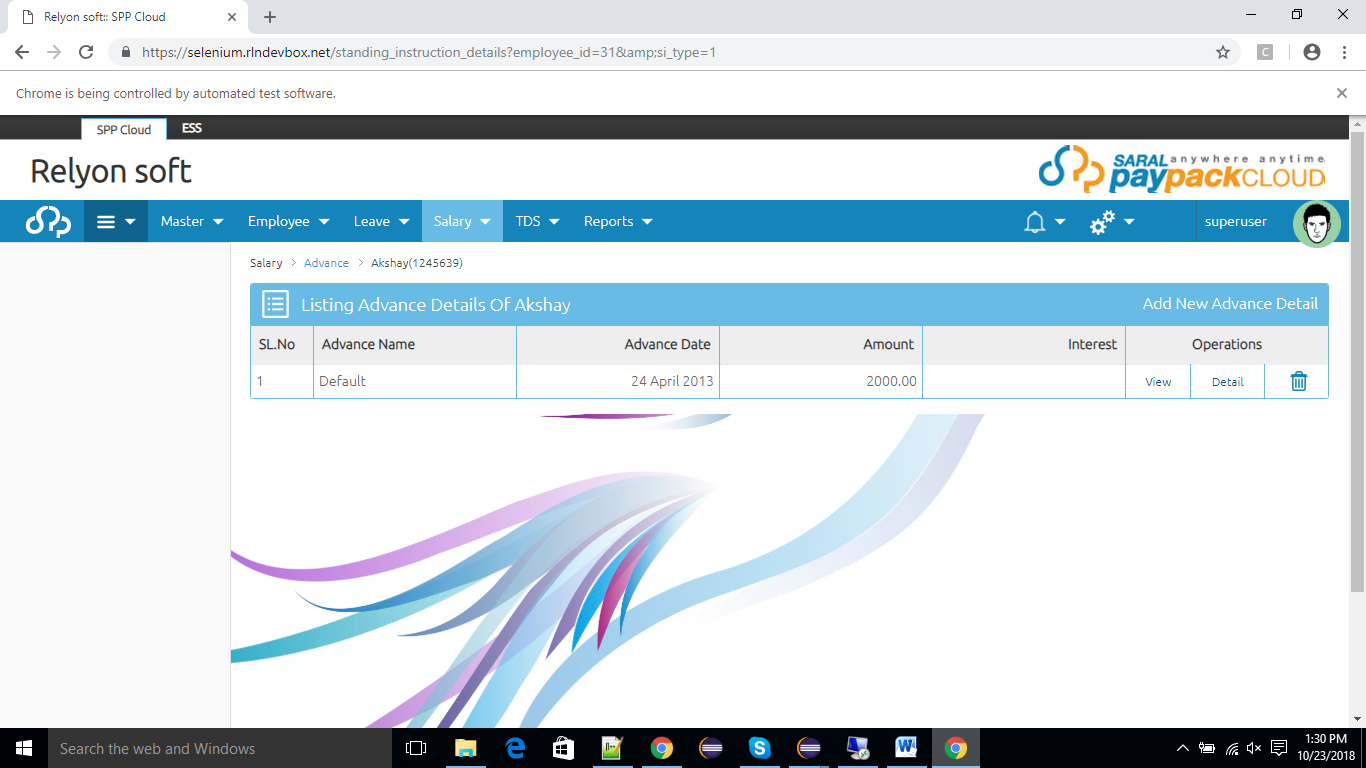 Relyon soft:: SPP Cloud
https://selenium.rlndevbox.net/standing_instruction_details?employee_id=31&amp;si_type=1
C
Chrome is being controlled by automated test software.
SPP Cloud ESS
Relyon soft
SARAL anywhere anytime
paypackCLOUD
Master Employee Leave Salary TDS Reports superuser
Salary > Advance > Akshay(1245639)
Listing Advance Details Of Akshay Add New Advance Detail
SL.No Advance Name Advance Date Amount Interest Operations
1 Default 24 April 2013 2000.00 View Detail
Search the web and Windows
1:30 PM
10/23/2018